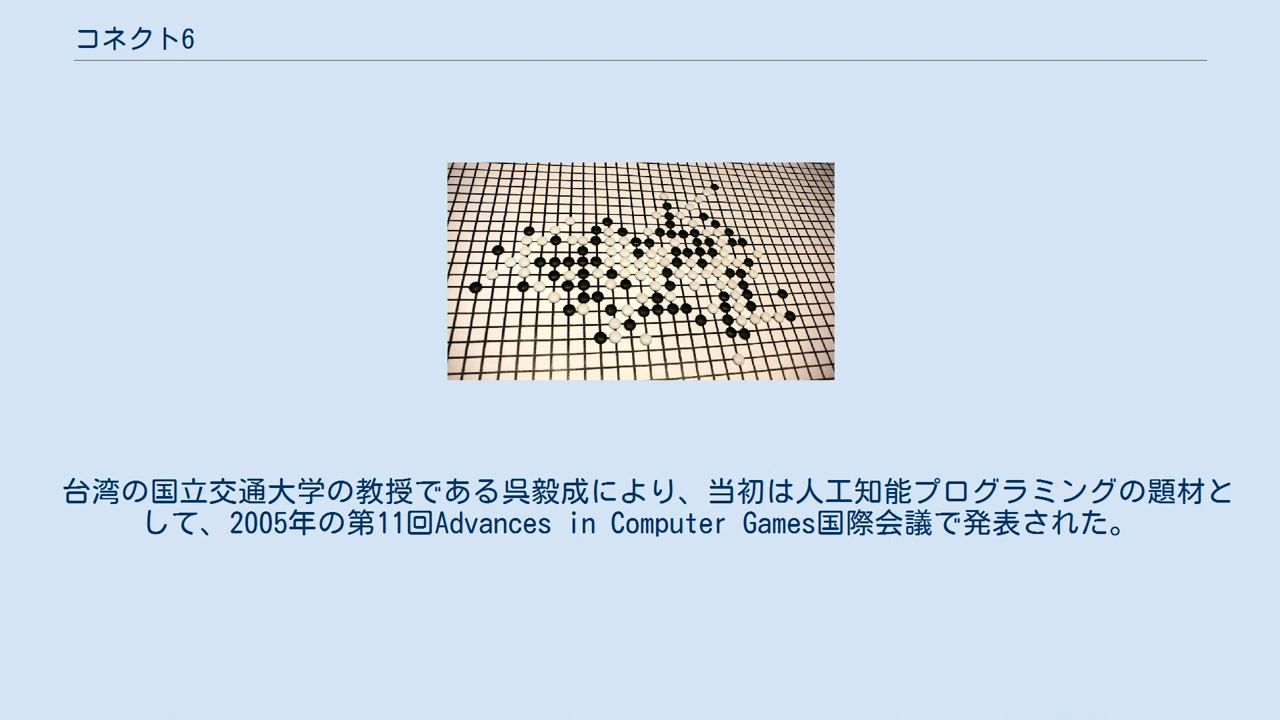 コネクト6
台湾の国立交通大学の教授である呉毅成により、当初は人工知能プログラミングの題材と
して、2005年の第11回Advances in Computer Games国際会議で発表された。